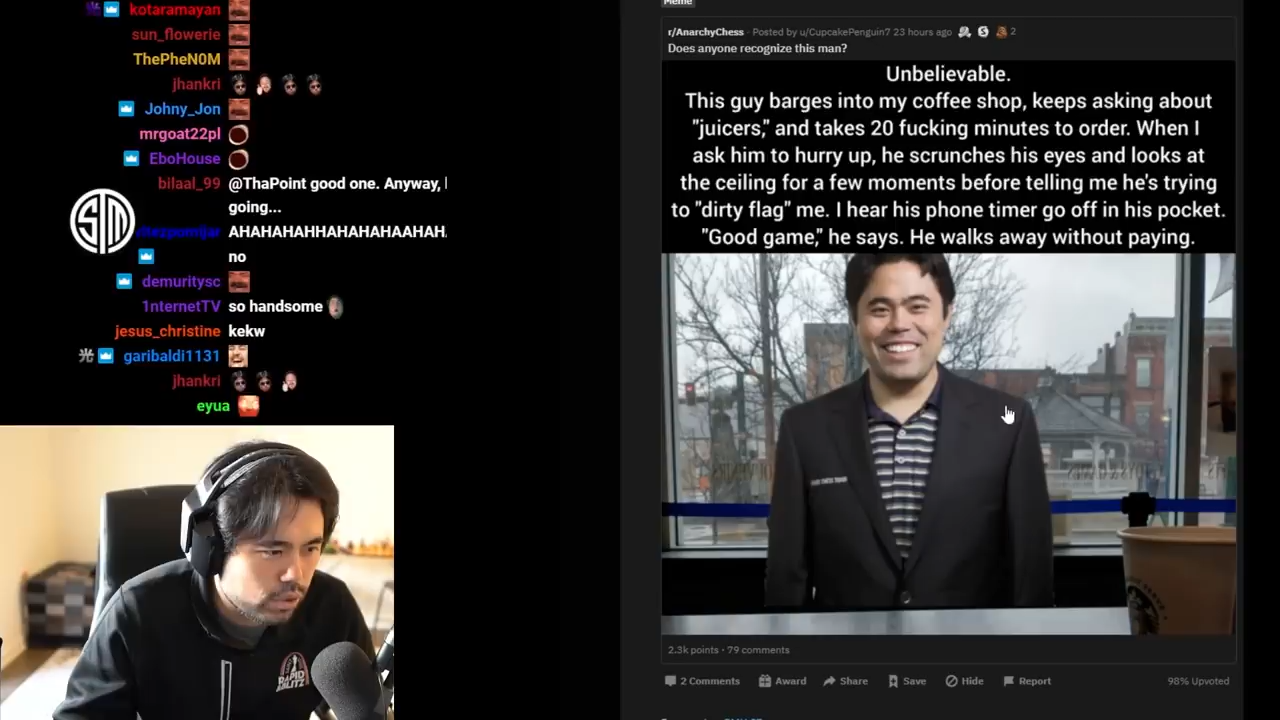 kotaramayan
sun_flowerie
ThePheN0M
jhankri
Johny_Jon
mrgoat22pl
EboHouse
bilaal_99 @ThaPoint good one. Anyway,
going...
AHAHAHAHHAHAHAHAAHAH
no
demuritysc
1nternetTV so handsome
jesus_christine kekw
光 garibaldi1131
jhankri
eyua
RAPID
BLITZ
Meme
r/AnarchyChess · Posted by u/CupcakePenguin7 23 hours ago 2
Does anyone recognize this man?
Unbelievable.
This guy barges into my coffee shop, keeps asking about
"juicers," and takes 20 fucking minutes to order. When I
ask him to hurry up, he scrunches his eyes and looks at
the ceiling for a few moments before telling me he's trying
to "dirty flag" me. I hear his phone timer go off in his pocket.
"Good game," he says. He walks away without paying.
2.3k points · 79 comments
2 Comments Award Share Save Hide Report 98% Upvoted